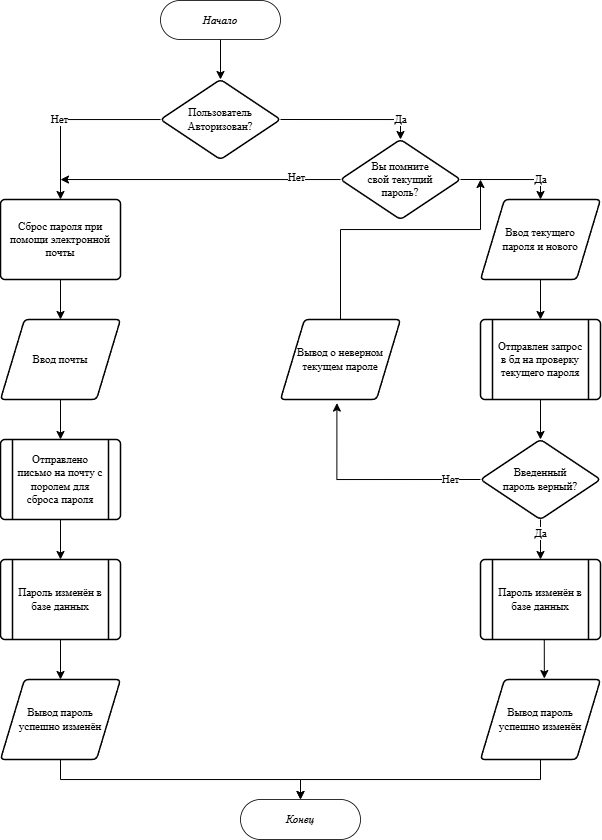 Начало
Пользователь
Авторизован?
Нет
Да
Вы помните
свой текущий
пароль?
Нет
Да
Сброс пароля при
помощи электронной
почты
Ввод текущего
пароля и нового
Ввод почты
Вывод о неверном
текущем пароле
Отправлен запрос
в бд на проверку
текущего пароля
Отправлено
письмо на почту с
поролем для
сброса пароля
Нет
Введенный
пароль верный?
Да
Пароль изменён в
базе данных
Пароль изменён в
базе данных
Вывод пароль
успешно изменён
Вывод пароль
успешно изменён
Конец